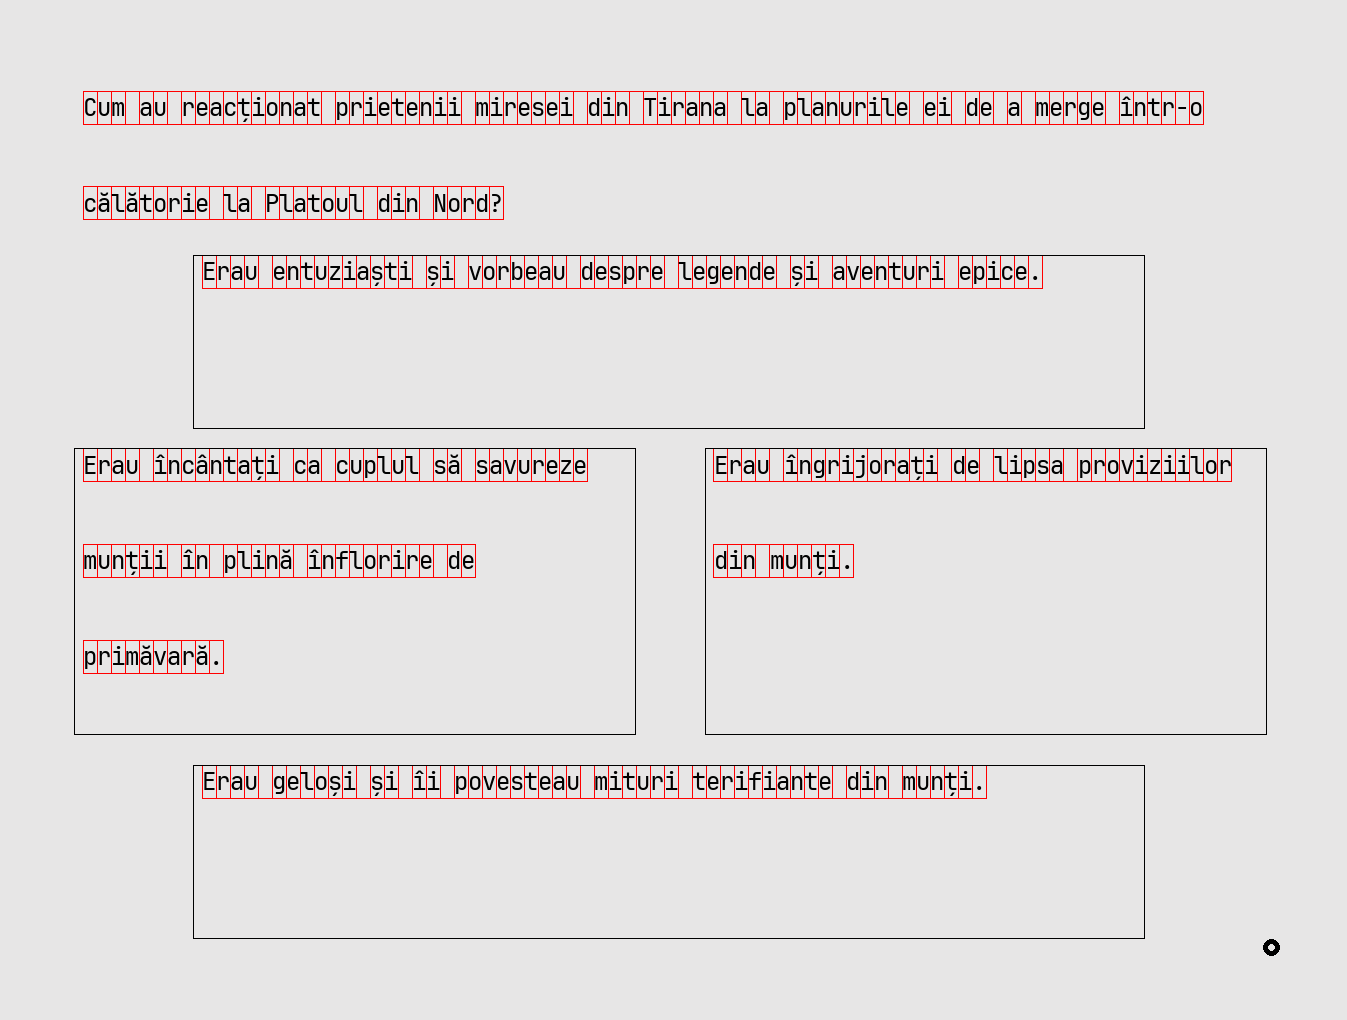 Cum au reacționat prietenii miresei din Tirana la planurile ei de a merge într-o
călătorie la Platoul din Nord?
Erau entuziaști și vorbeau despre legende și aventuri epice.
Erau încântați ca cuplul să savureze
munții în plină înflorire de
primăvară.
Erau îngrijorați de lipsa proviziilor
din munți.
Erau geloși și îi povesteau mituri terifiante din munți.